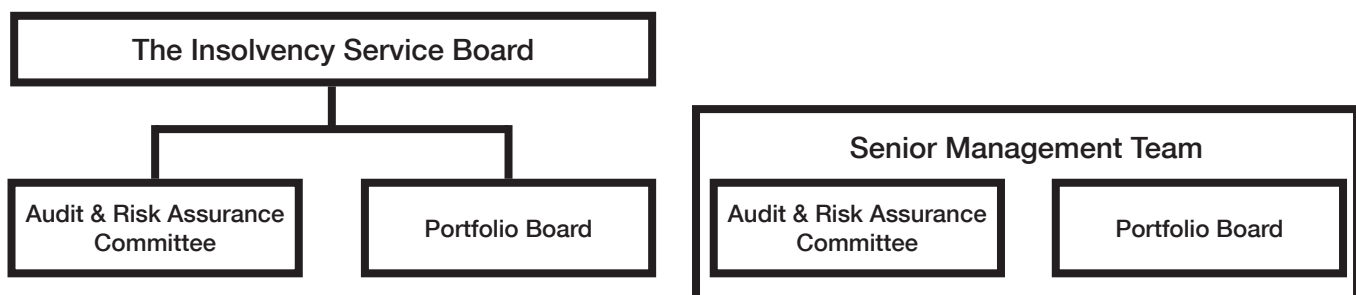 The Insolvency Service Board
Audit & Risk Assurance
Committee
Portfolio Board
Senior Management Team
Audit & Risk Assurance
Committee
Portfolio Board